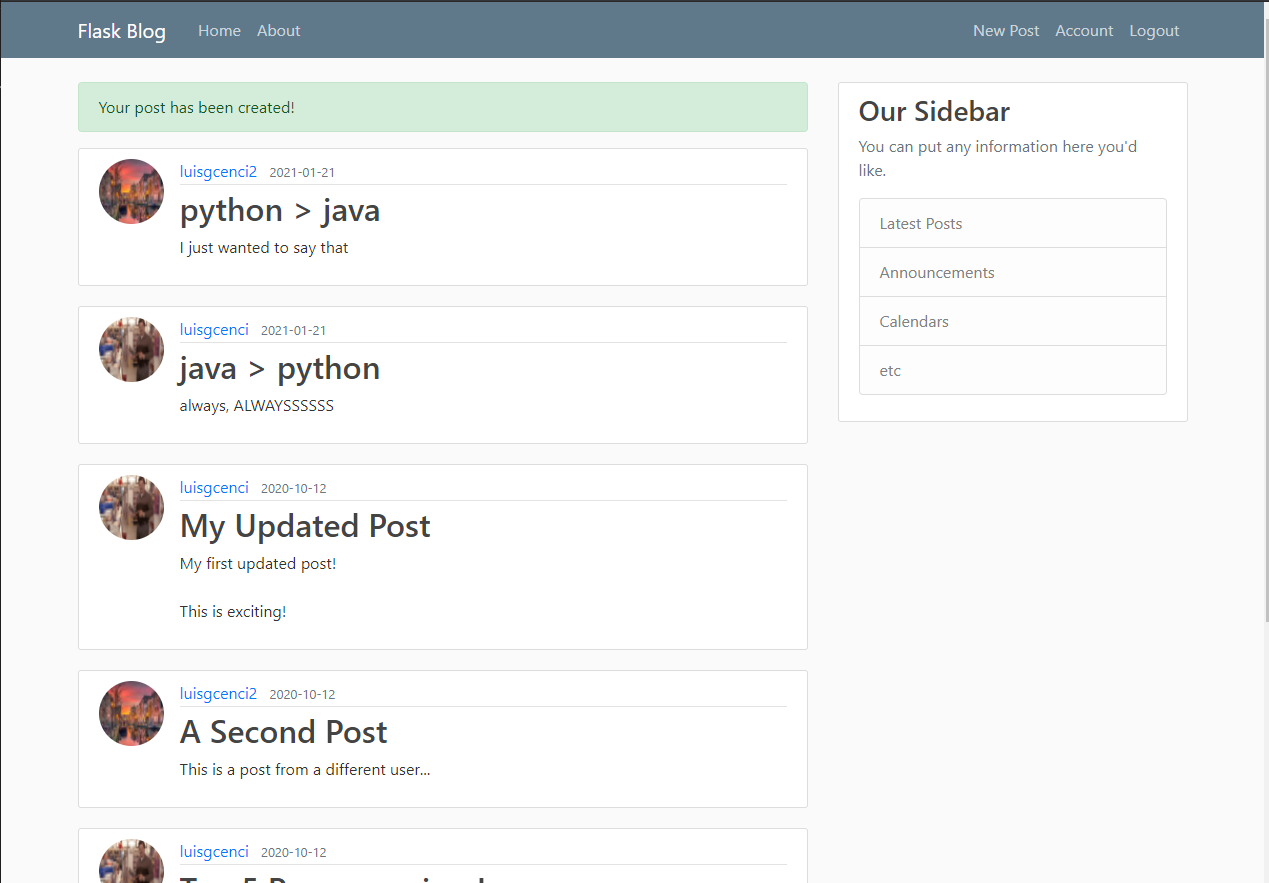 Flask Blog Home About New Post Account Logout
Your post has been created!
luisgcenci2 2021-01-21
python > java
I just wanted to say that
luisgcenci 2021-01-21
java > python
always, ALWAYSSSSSS
luisgcenci 2020-10-12
My Updated Post
My first updated post!
This is exciting!
luisgcenci2 2020-10-12
A Second Post
This is a post from a different user...
luisgcenci 2020-10-12
Our Sidebar
You can put any information here you'd
like.
Latest Posts
Announcements
Calendars
etc